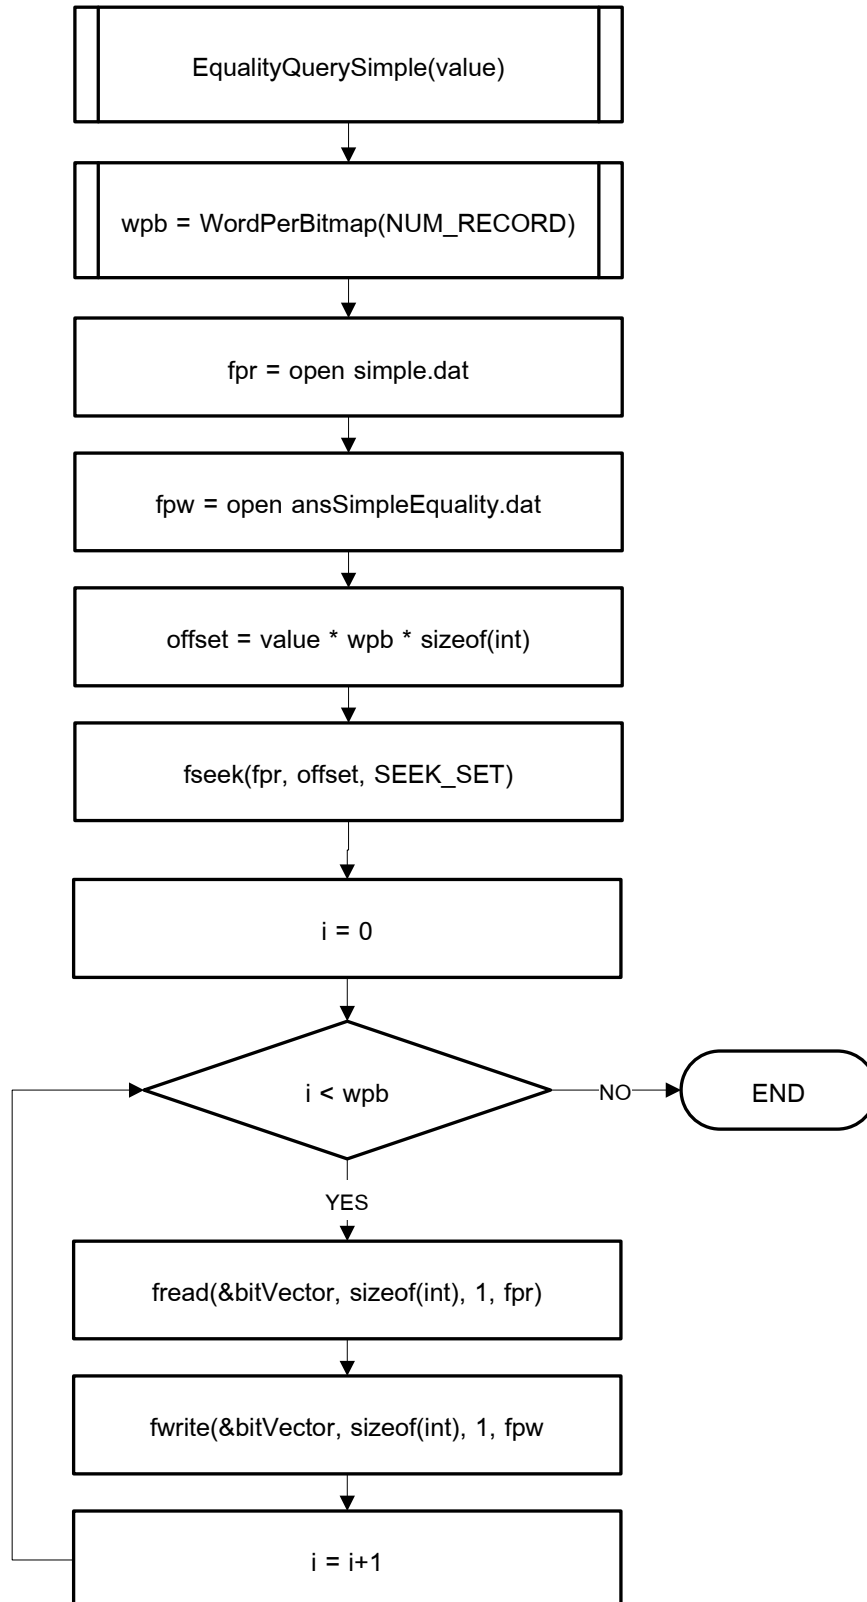 EqualityQuerySimple(value)
wpb = WordPerBitmap(NUM_RECORD)
fpr = open simple.dat
fpw = open ansSimpleEquality.dat
offset = value * wpb * sizeof(int)
fseek(fpr, offset, SEEK_SET)
i = 0
i < wpb
NO
END
YES
fread(&bitVector, sizeof(int), 1, fpr)
fwrite(&bitVector, sizeof(int), 1, fpw
i = i+1